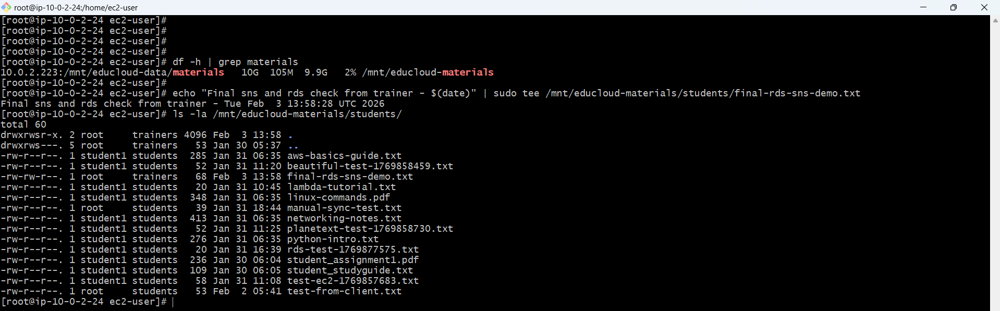 root@ip-10-0-2-24:/home/ec2-user
[root@ip-10-0-2-24 ec2-user]#
[root@ip-10-0-2-24 ec2-user]#
[root@ip-10-0-2-24 ec2-user]#
[root@ip-10-0-2-24 ec2-user]#
[root@ip-10-0-2-24 ec2-user]# df -h | grep materials
10.0.2.223:/mnt/educloud-data/materials   10G  105M  9.9G   2% /mnt/educloud-materials
[root@ip-10-0-2-24 ec2-user]#
[root@ip-10-0-2-24 ec2-user]# echo "Final sns and rds check from trainer - $(date)" | sudo tee /mnt/educloud-materials/students/final-rds-sns-demo.txt
Final sns and rds check from trainer - Tue Feb  3 13:58:28 UTC 2026
[root@ip-10-0-2-24 ec2-user]# ls -la /mnt/educloud-materials/students/
total 60
drwxrwsr-x. 2 root     trainers 4096 Feb  3 13:58 .
drwxrws---. 5 root     trainers   53 Jan 30 05:37 ..
-rw-r--r--. 1 student1 students  285 Jan 31 06:35 aws-basics-guide.txt
-rw-r--r--. 1 student1 students   52 Jan 31 11:20 beautiful-test-1769858459.txt
-rw-rw-r--. 1 root     trainers   68 Feb  3 13:58 final-rds-sns-demo.txt
-rw-r--r--. 1 student1 students   20 Jan 31 10:45 lambda-tutorial.txt
-rw-r--r--. 1 student1 students  348 Jan 31 06:35 linux-commands.pdf
-rw-r--r--. 1 root     students   39 Jan 31 18:44 manual-sync-test.txt
-rw-r--r--. 1 student1 students  413 Jan 31 06:35 networking-notes.txt
-rw-r--r--. 1 student1 students   52 Jan 31 11:25 planetext-test-1769858730.txt
-rw-r--r--. 1 student1 students  276 Jan 31 06:35 python-intro.txt
-rw-r--r--. 1 student1 students   20 Jan 31 16:39 rds-test-1769877575.txt
-rw-r--r--. 1 student1 students  236 Jan 30 06:04 student_assignment1.pdf
-rw-r--r--. 1 student1 students  109 Jan 30 06:05 student_studyguide.txt
-rw-r--r--. 1 student1 students   58 Jan 31 11:08 test-ec2-1769857683.txt
-rw-r--r--. 1 root     students   53 Feb  2 05:41 test-from-client.txt
[root@ip-10-0-2-24 ec2-user]#